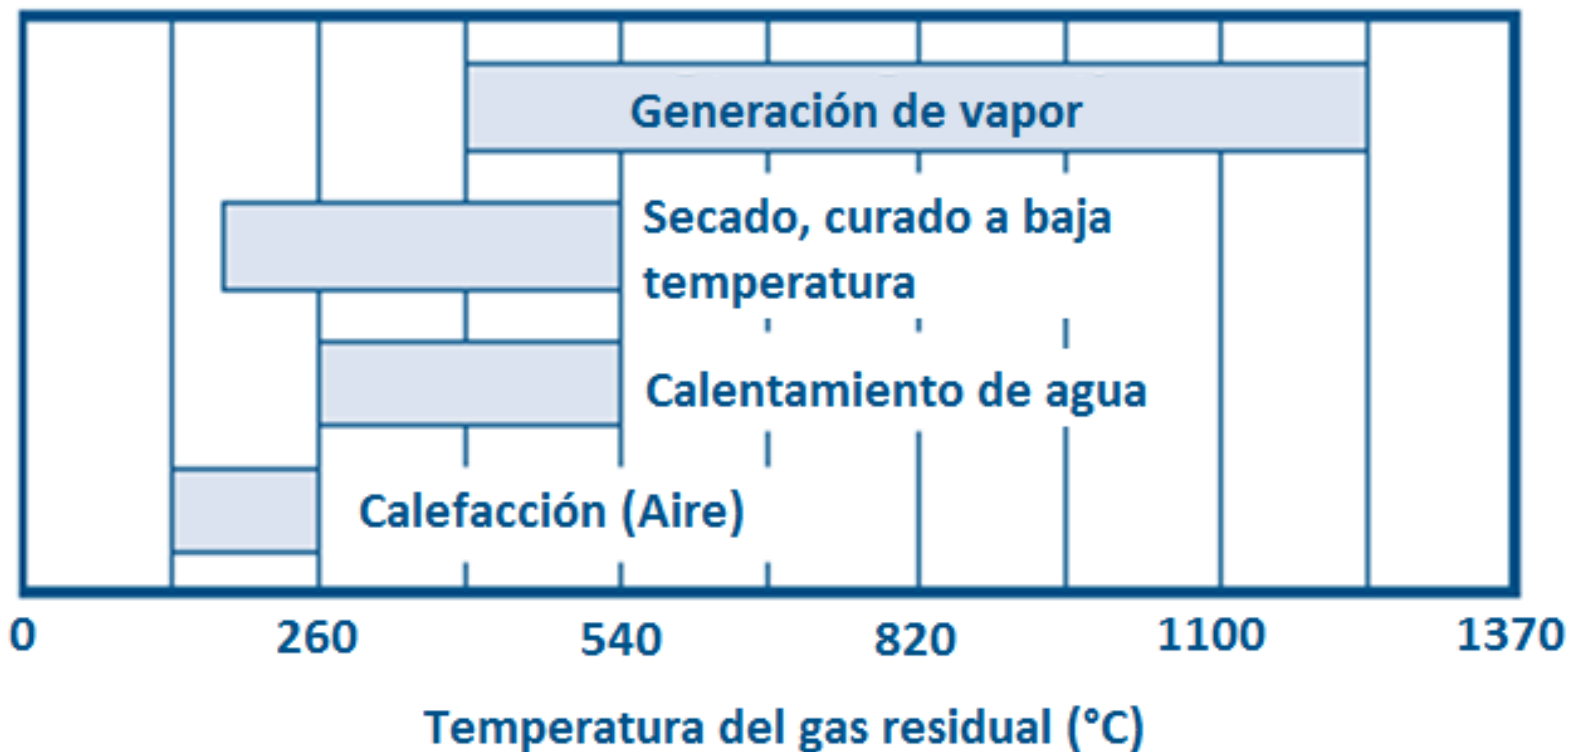 Generación de vapor
Secado, curado a baja
temperatura
Calentamiento de agua
Calefacción (Aire)
0 260 540 820 1100 1370
Temperatura del gas residual (°C)